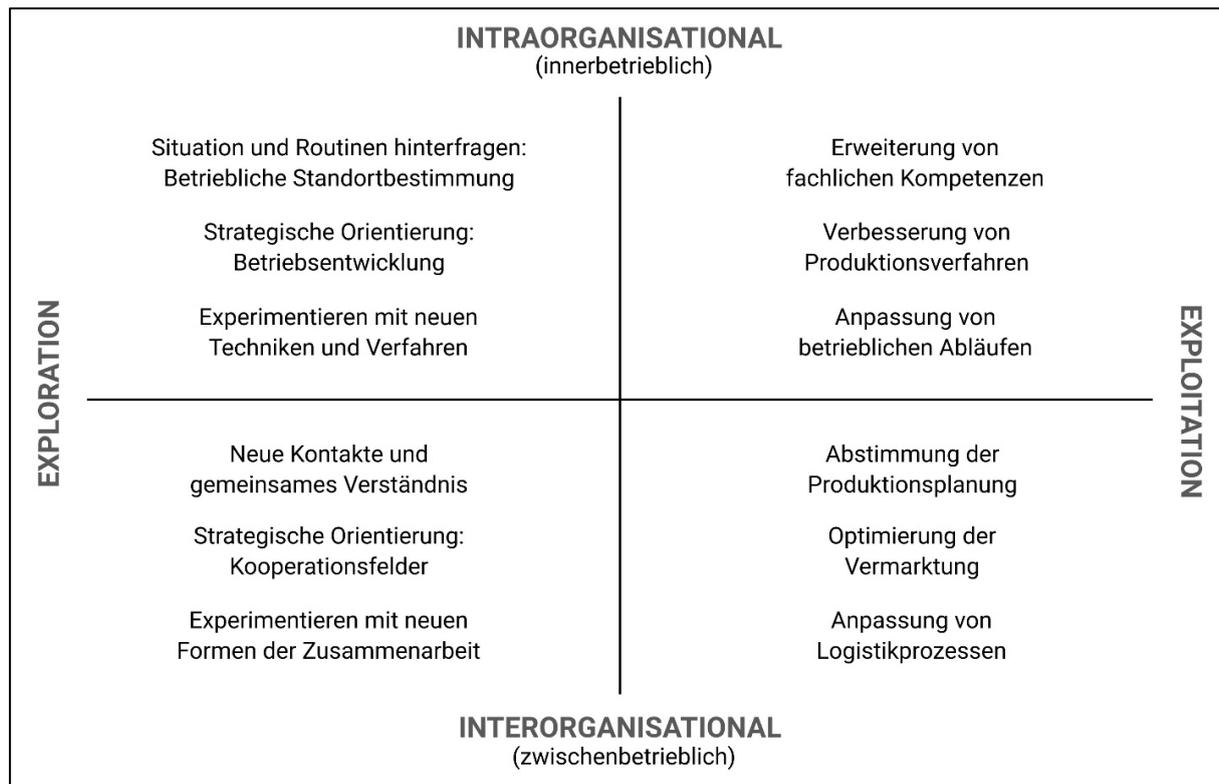 INTRAORGANISATIONAL
(innerbetrieblich)
Situation und Routinen hinterfragen:
Betriebliche Standortbestimmung
Strategische Orientierung:
Betriebsentwicklung
Experimentieren mit neuen
Techniken und Verfahren
Erweiterung von
fachlichen Kompetenzen
Verbesserung von
Produktionsverfahren
Anpassung von
betrieblichen Abläufen
EXPLORATION
EXPLOITATION
Neue Kontakte und
gemeinsames Verständnis
Strategische Orientierung:
Kooperationsfelder
Experimentieren mit neuen
Formen der Zusammenarbeit
Abstimmung der
Produktionsplanung
Optimierung der
Vermarktung
Anpassung von
Logistikprozessen
INTERORGANISATIONAL
(zwischenbetrieblich)